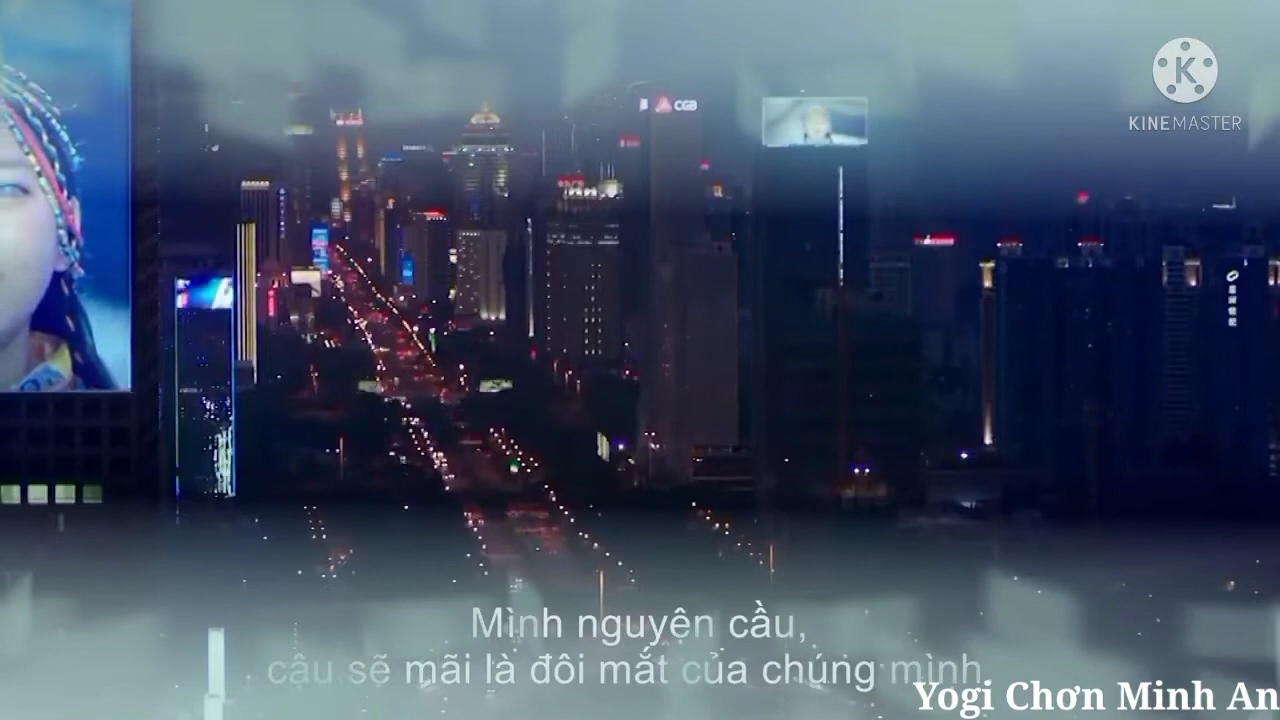 CGB
KINEMASTER
Mình nguyện cầu,
cậu sẽ mãi là đôi mắt của chúng mình
Yogi Chơn Minh An